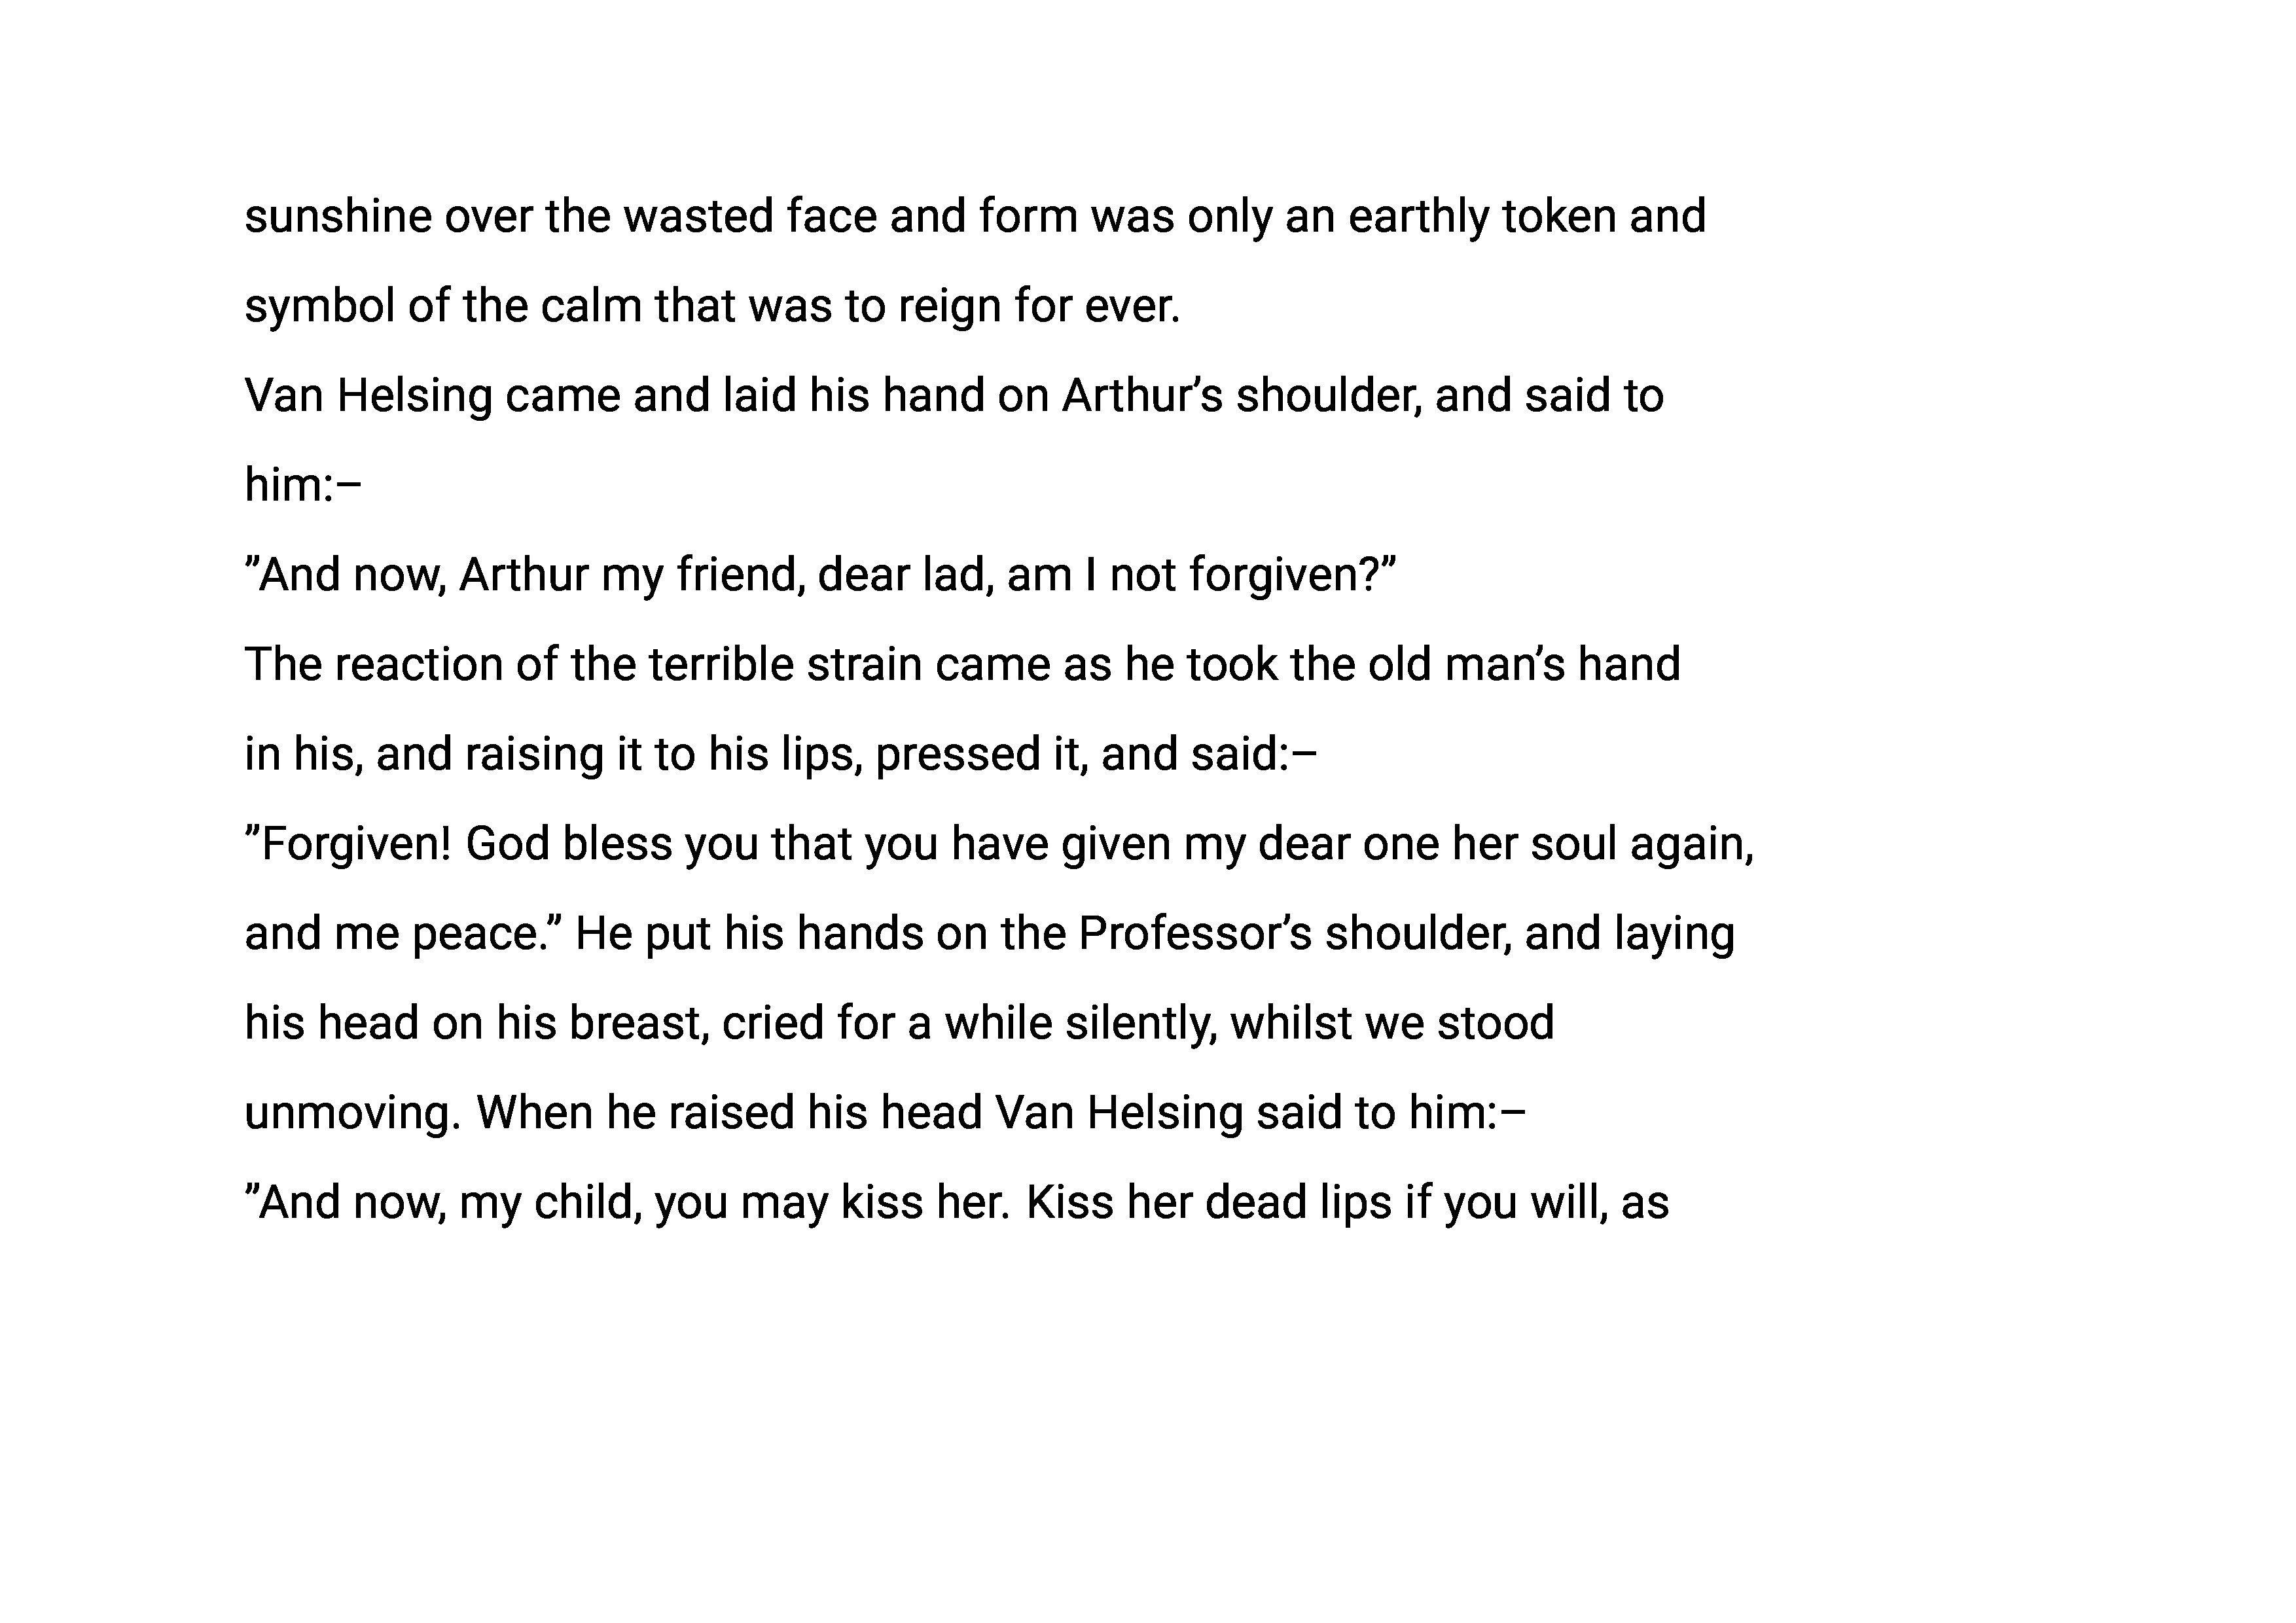 sunshine over the wasted face and form was only an earthly token and
symbol of the calm that was to reign for ever.
Van Helsing came and laid his hand on Arthur’s shoulder, and said to
him:–
”And now, Arthur my friend, dear lad, am I not forgiven?”
The reaction of the terrible strain came as he took the old man’s hand
in his, and raising it to his lips, pressed it, and said:–
”Forgiven! God bless you that you have given my dear one her soul again,
and me peace.” He put his hands on the Professor’s shoulder, and laying
his head on his breast, cried for a while silently, whilst we stood
unmoving. When he raised his head Van Helsing said to him:–
”And now, my child, you may kiss her. Kiss her dead lips if you will, as